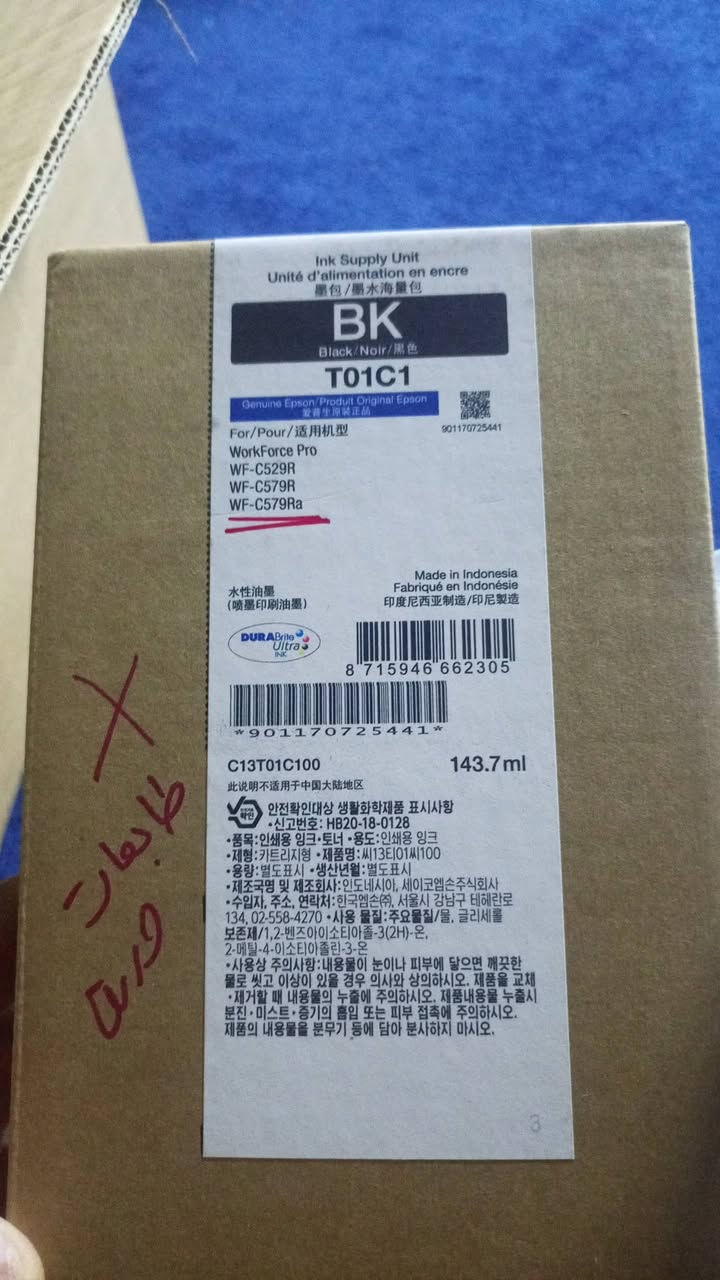 Ink Supply Unit
Unité d'alimentation en encre
墨包/墨水海量包
BK
Black/Noir/黑色
T01C1
Genuine Epson/Produit Original Epson
爱普生原装正品
901170725441
For/Pour/适用机型
WorkForce Pro
WF-C529R
WF-C579R
WF-C579Ra
Made in Indonesia
Fabriqué en Indonésie
印度尼西亚制造/印尼製造
水性油墨
(喷墨印刷油墨)
DURABrite
Ultra
INK
8 715946 662305
*901170725441*
C13T01C100 143.7ml
此说明不适用于中国大陆地区
확인
안전확인대상 생활화학제품 표시사항
•신고번호: HB20-18-0128
•품목: 인쇄용 잉크·토너 •용도: 인쇄용 잉크
•제형: 카트리지형 •제품명: 씨13티01씨100
•용량: 별도표시 •생산년월: 별도표시
•제조국명 및 제조회사: 인도네시아, 세이코엡손주식회사
•수입자, 주소, 연락처: 한국엡손㈜, 서울시 강남구 테헤란로
134, 02-558-4270 •사용 물질: 주요물질/물, 글리세롤
보존제/1,2-벤즈아이소티아졸-3(2H)-온,
2-메틸-4-이소티아졸린-3-온
•사용상 주의사항: 내용물이 눈이나 피부에 닿으면 깨끗한
물로 씻고 이상이 있을 경우 의사와 상의하시오. 제품을 교체
·제거할 때 내용물의 누출에 주의하시오. 제품내용물 누출시
분진·미스트·증기의 흡입 또는 피부 접촉에 주의하시오.
제품의 내용물을 분무기 등에 담아 분사하지 마시오.
3
X
طابعات